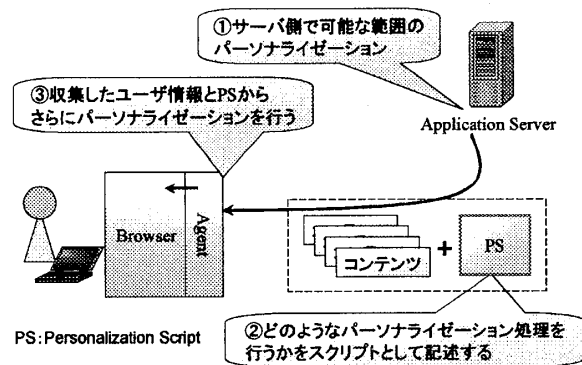 ①サーバ側で可能な範囲の
パーソナライゼーション
③収集したユーザ情報とPSから
さらにパーソナライゼーションを行う
Application Server
Browser
Agent
コンテンツ
+
PS
PS:Personalization Script
②どのようなパーソナライゼーション処理を
行うかをスクリプトとして記述する